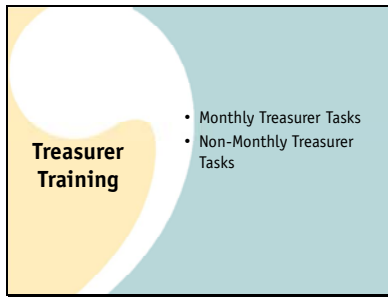 Treasurer
Training
• Monthly Treasurer Tasks
• Non-Monthly Treasurer
Tasks